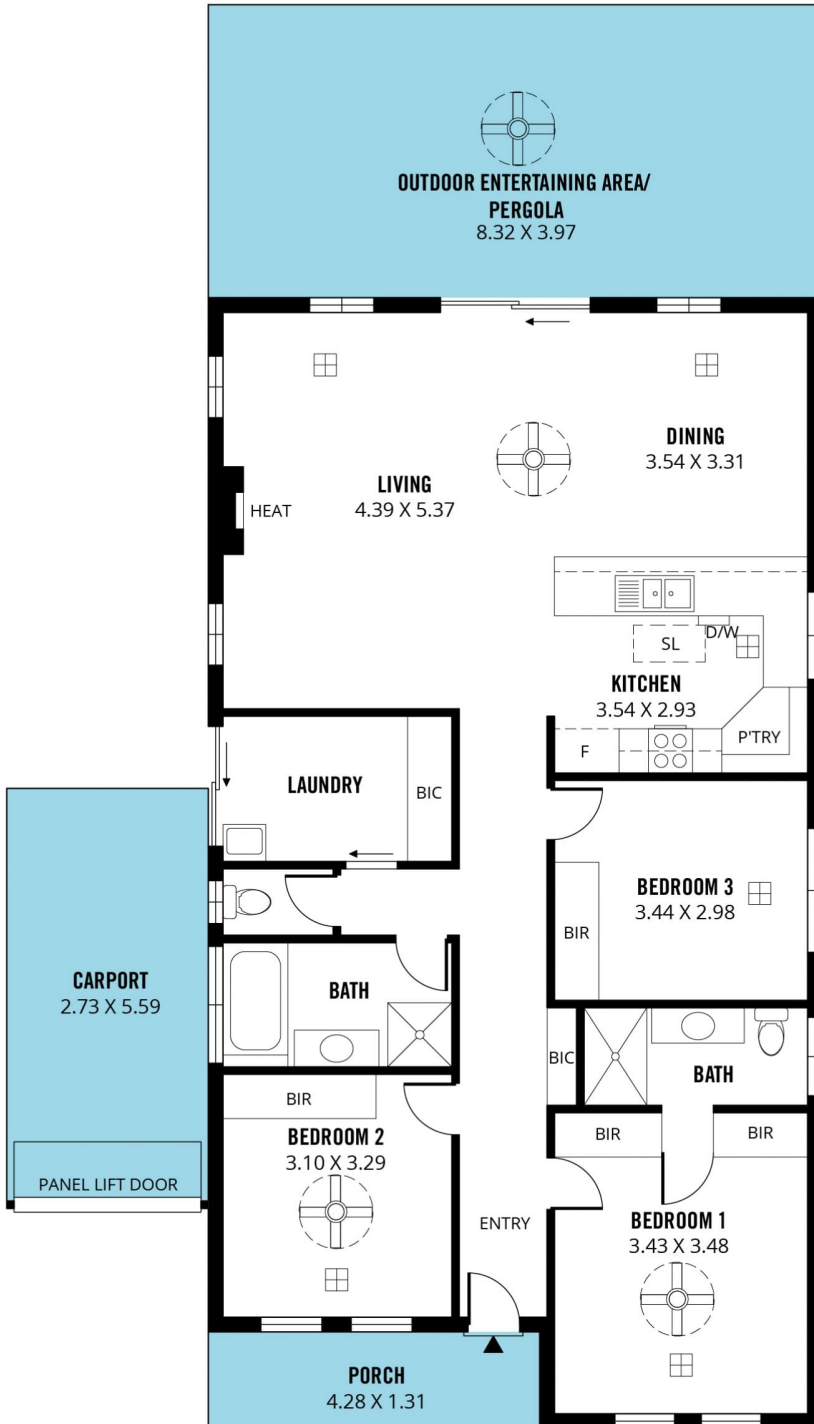 OUTDOOR ENTERTAINING AREA/
PERGOLA
8.32 X 3.97
DINING
3.54 X 3.31
LIVING
4.39 X 5.37
HEAT
D/W
SL
KITCHEN
3.54 X 2.93
P'TRY
F
LAUNDRY
BIC
BEDROOM 3
3.44 X 2.98
BIR
CARPORT
2.73 X 5.59
BATH
BIC
BATH
BIR
BEDROOM 2
3.10 X 3.29
BIR
BIR
PANEL LIFT DOOR
ENTRY
BEDROOM 1
3.43 X 3.48
PORCH
4.28 X 1.31